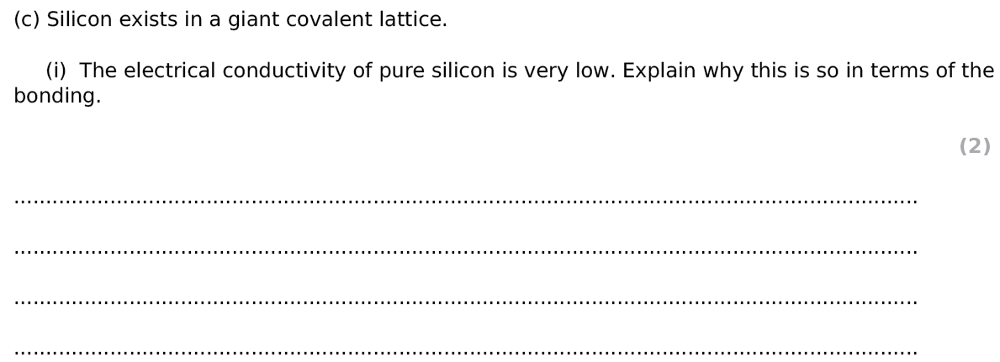 (c) Silicon exists in a giant covalent lattice.
(i) The electrical conductivity of pure silicon is very low. Explain why this is so in terms of the
bonding.
(2)